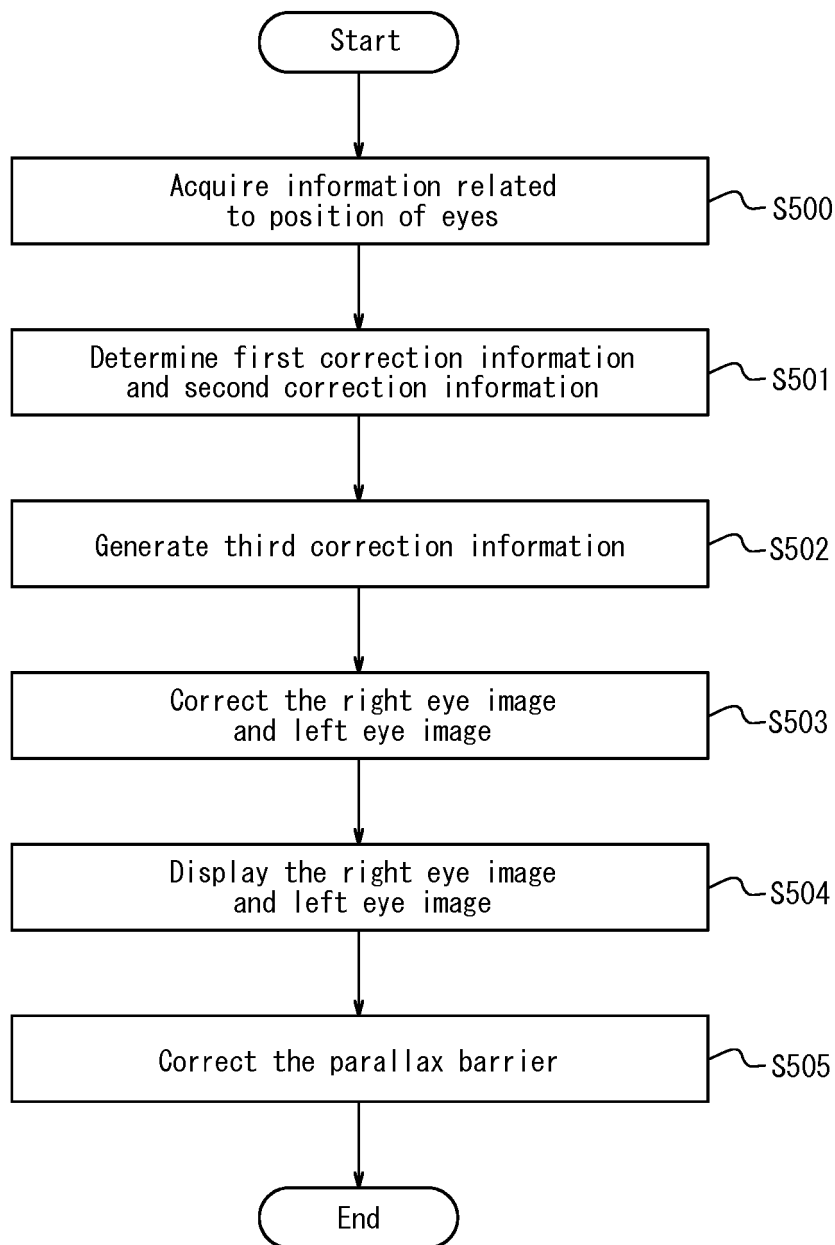 Start
Acquire information related
to position of eyes
S500
Determine first correction information
and second correction information
S501
Generate third correction information
S502
Correct the right eye image
and left eye image
S503
Display the right eye image
and left eye image
S504
Correct the parallax barrier
S505
End